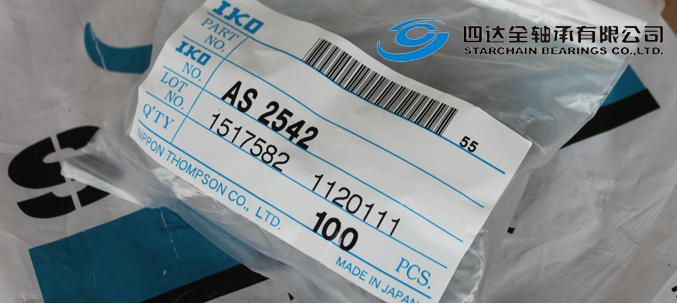 IKO
PART
NO.
IKO
NO.
AS 2542
LOT
NO.
1517582 1120111
Q'TY
100
PCS.
NIPPON THOMPSON CO., LTD.
MADE IN JAPAN
55
四达全轴承有限公司
STARCHAIN BEARINGS CO.,LTD.